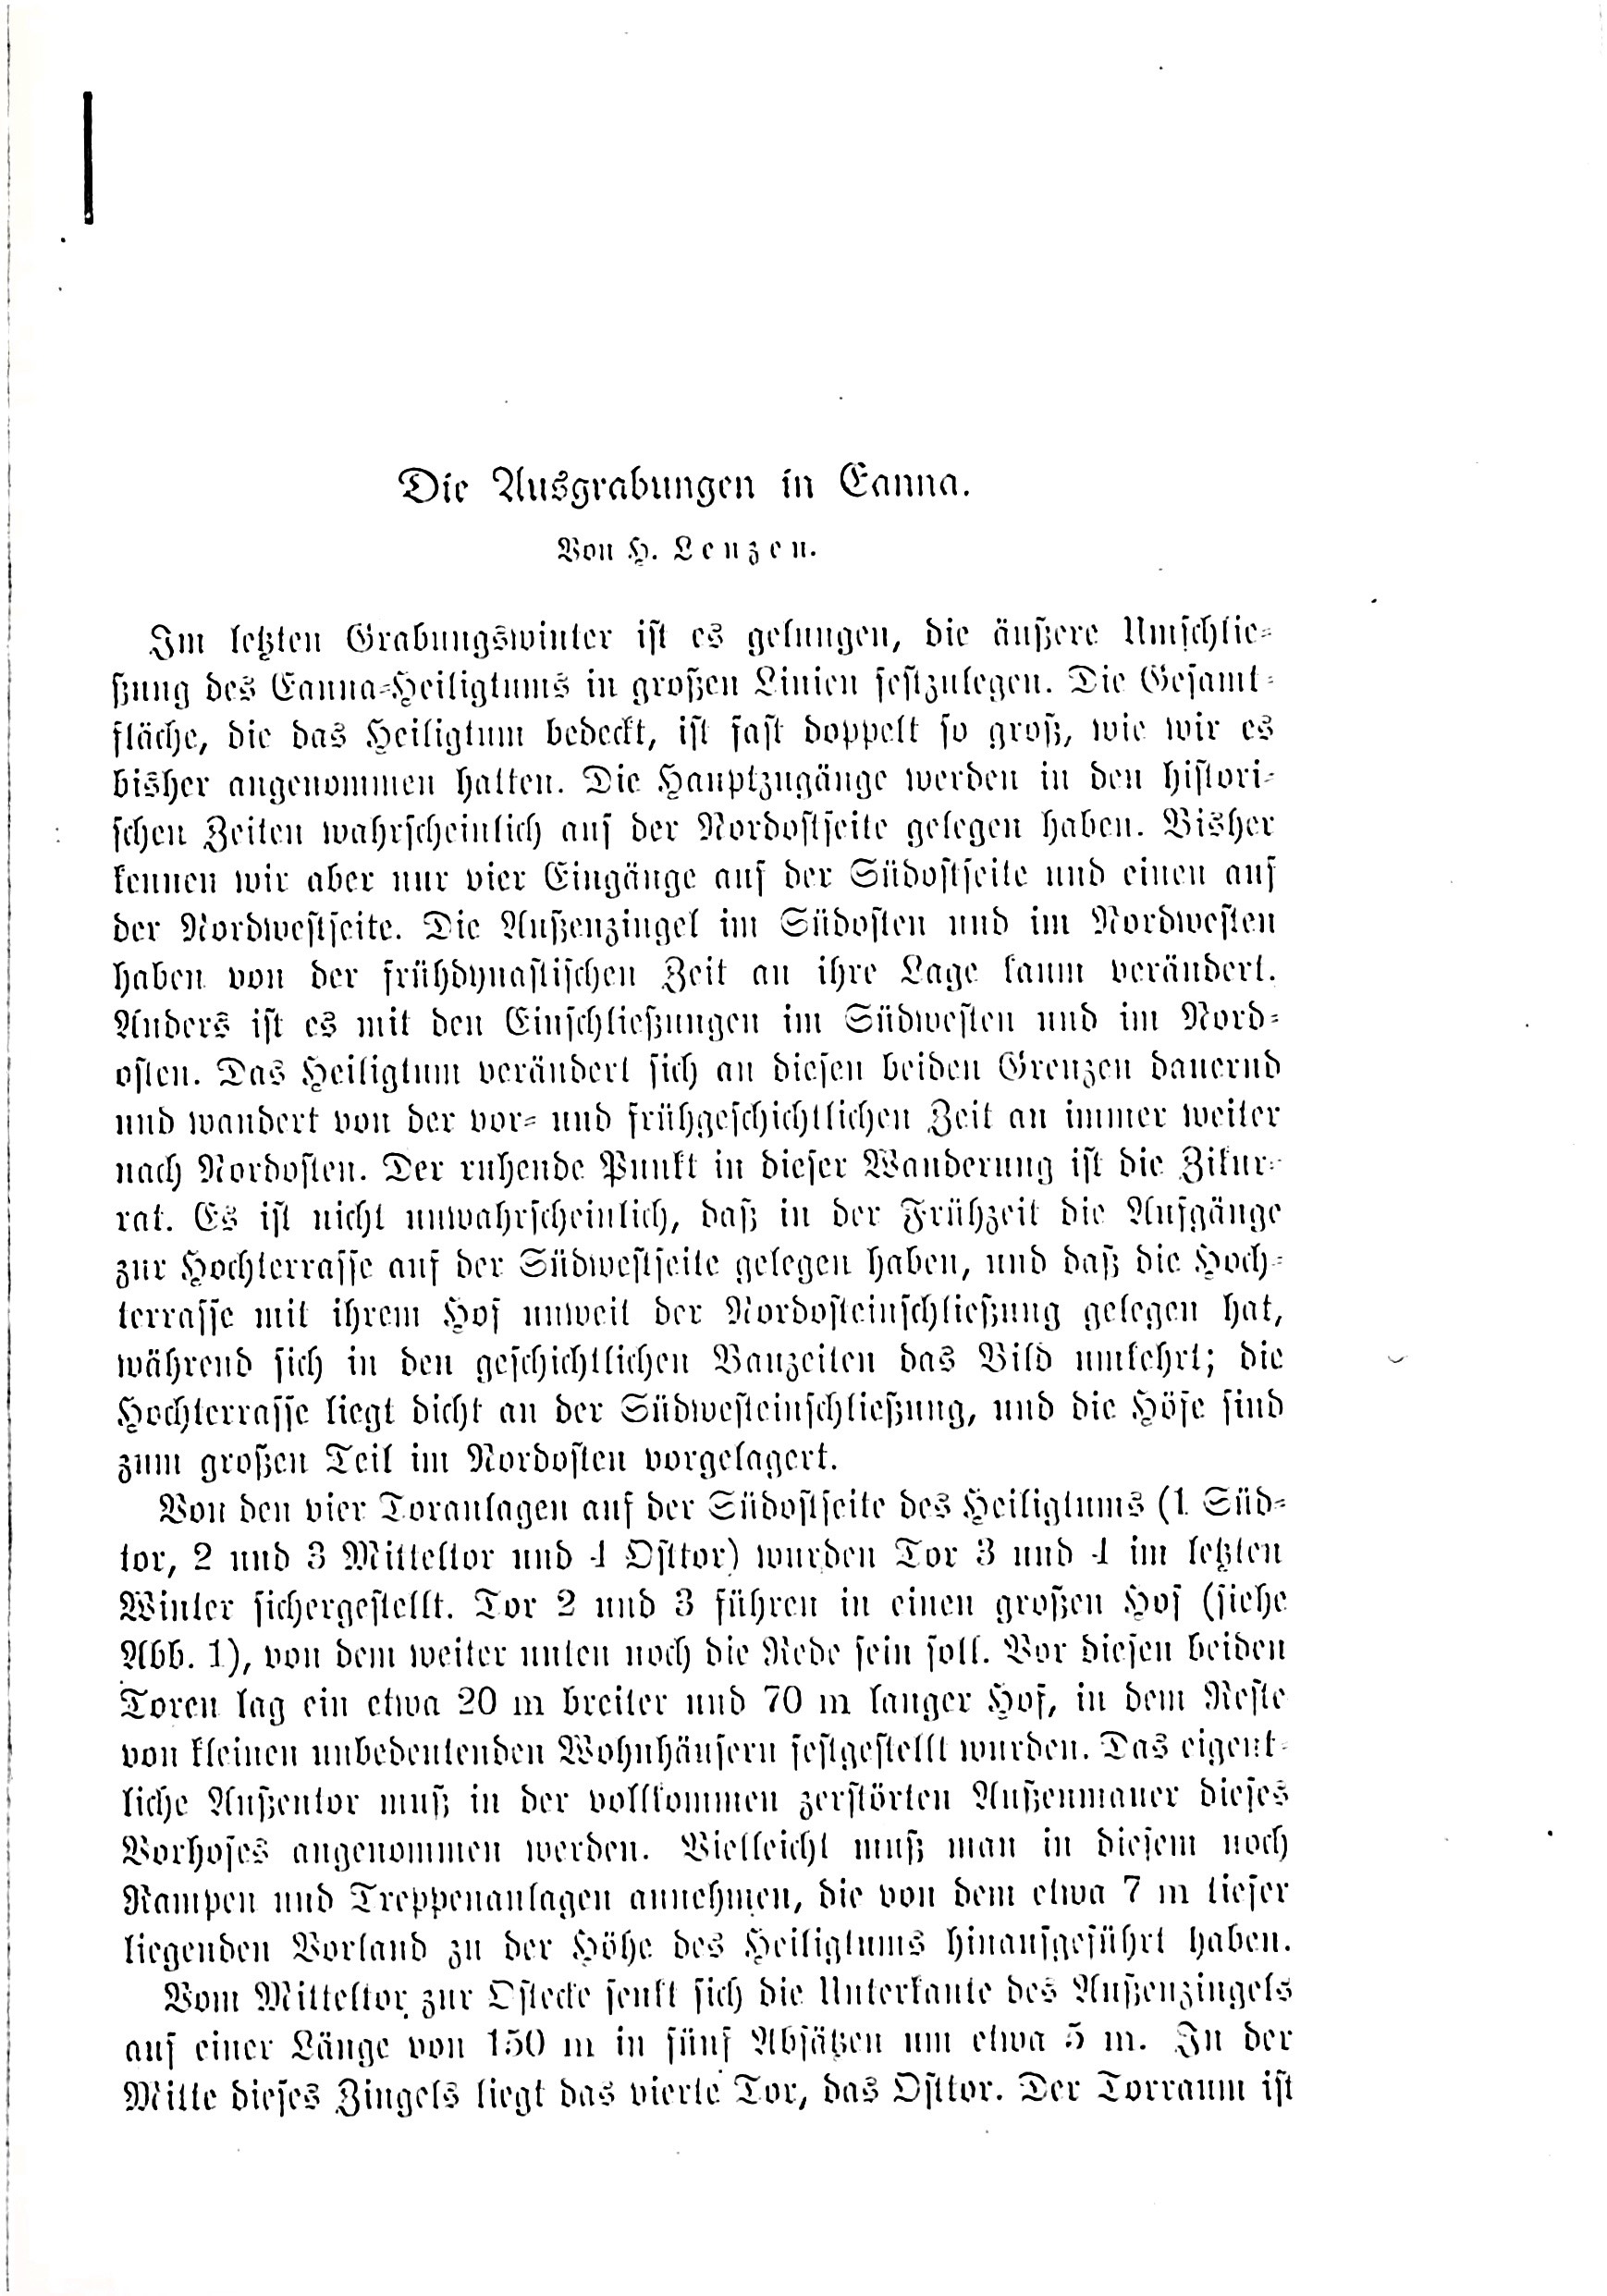 Die Ausgrabungen in Eanna.
Von H. Lenzen.
Im letzten Grabungswinter ist es gelungen, die äußere Umschlie-
ßung des Eanna-Heiligtums in großen Linien festzulegen. Die Gesamt-
fläche, die das Heiligtum bedeckt, ist fast doppelt so groß, wie wir es
bisher angenommen hatten. Die Hauptzugänge werden in den histori-
schen Zeiten wahrscheinlich auf der Nordostseite gelegen haben. Bisher
kennen wir aber nur vier Eingänge auf der Südostseite und einen auf
der Nordwestseite. Die Außenzingel im Südosten und im Nordwesten
haben von der frühdynastischen Zeit an ihre Lage kaum verändert.
Anders ist es mit den Einschließungen im Südwesten und im Nord-
osten. Das Heiligtum verändert sich an diesen beiden Grenzen dauernd
und wandert von der vor- und frühgeschichtlichen Zeit an immer weiter
nach Nordosten. Der ruhende Punkt in dieser Wanderung ist die Zikur-
rat. Es ist nicht unwahrscheinlich, daß in der Frühzeit die Aufgänge
zur Hochterrasse auf der Südwestseite gelegen haben, und daß die Hoch-
terrasse mit ihrem Hof unweit der Nordosteinschließung gelegen hat,
während sich in den geschichtlichen Bauzeiten das Bild umkehrt; die
Hochterrasse liegt dicht an der Südwesteinschließung, und die Höfe sind
zum großen Teil im Nordosten vorgelagert.
Von den vier Toranlagen auf der Südostseite des Heiligtums (1 Süd-
tor, 2 und 3 Mitteltor und 4 Osttor) wurden Tor 3 und 4 im letzten
Winter sichergestellt. Tor 2 und 3 führen in einen großen Hof (siehe
Abb. 1), von dem weiter unten noch die Rede sein soll. Vor diesen beiden
Toren lag ein etwa 20 m breiter und 70 m langer Hof, in dem Reste
von kleinen unbedeutenden Wohnhäusern festgestellt wurden. Das eigent-
liche Außentor muß in der vollkommen zerstörten Außenmauer dieses
Vorhofes angenommen werden. Vielleicht muß man in diesem noch
Rampen und Treppenanlagen annehmen, die von dem etwa 7 m tiefer
liegenden Vorland zu der Höhe des Heiligtums hinaufgeführt haben.
Vom Mitteltor zur Ostecke senkt sich die Unterkante des Außenzingels
auf einer Länge von 150 m in fünf Absätzen um etwa 5 m. In der
Mitte dieses Zingels liegt das vierte Tor, das Osttor. Der Torraum ist